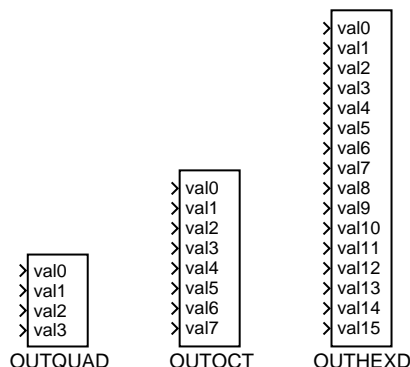 val0
val1
val2
val3
OUTQUAD
val0
val1
val2
val3
val4
val5
val6
val7
OUTOCT
val0
val1
val2
val3
val4
val5
val6
val7
val8
val9
val10
val11
val12
val13
val14
val15
OUTHEXD